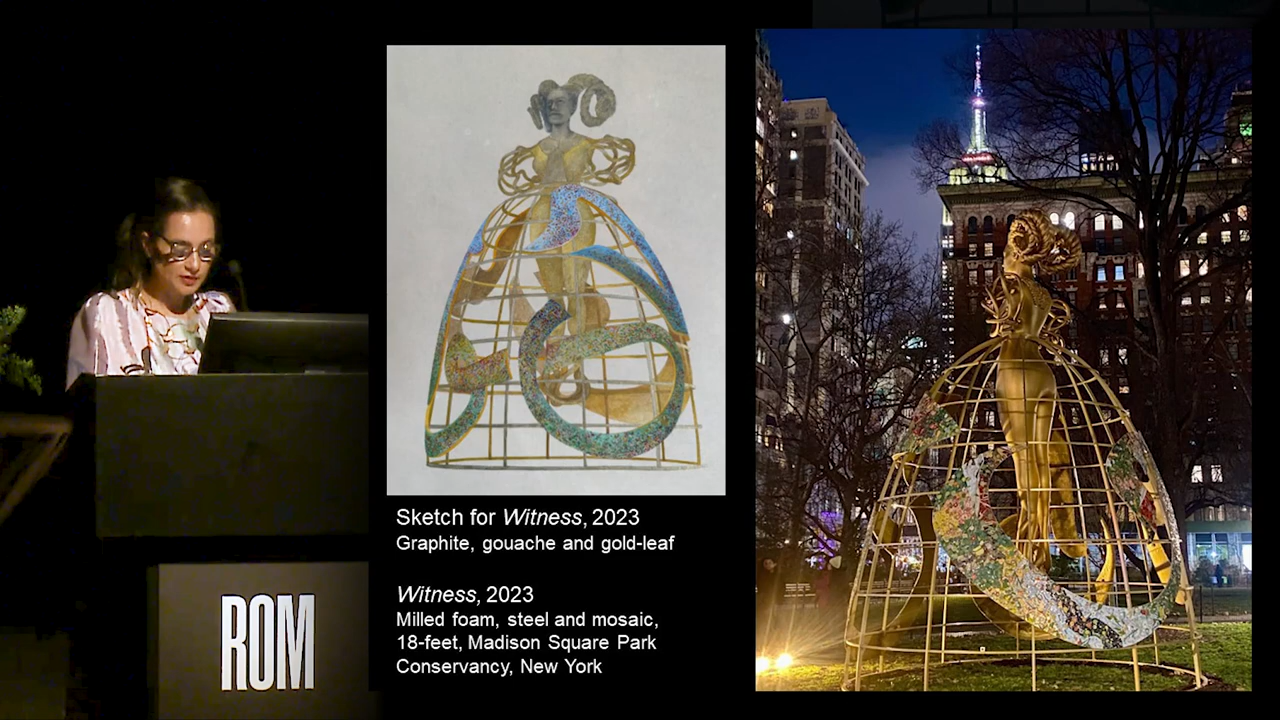 Sketch for Witness, 2023
Graphite, gouache and gold-leaf
Witness, 2023
Milled foam, steel and mosaic,
18-feet, Madison Square Park
Conservancy, New York
ROM